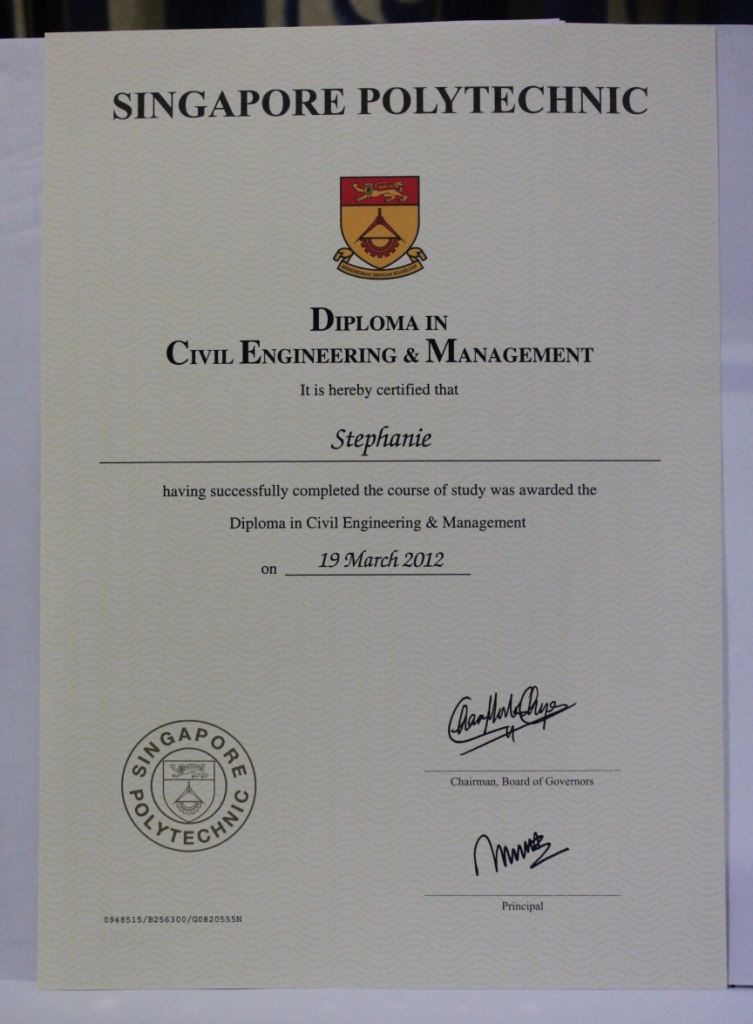 SINGAPORE POLYTECHNIC
DIPLOMA IN
CIVIL ENGINEERING & MANAGEMENT
It is hereby certified that
Stephanie
having successfully completed the course of study was awarded the
Diploma in Civil Engineering & Management
on 19 March 2012
Chairman, Board of Governors
SINGAPORE POLYTECHNIC
Principal
0948515/B256300/G0820555N